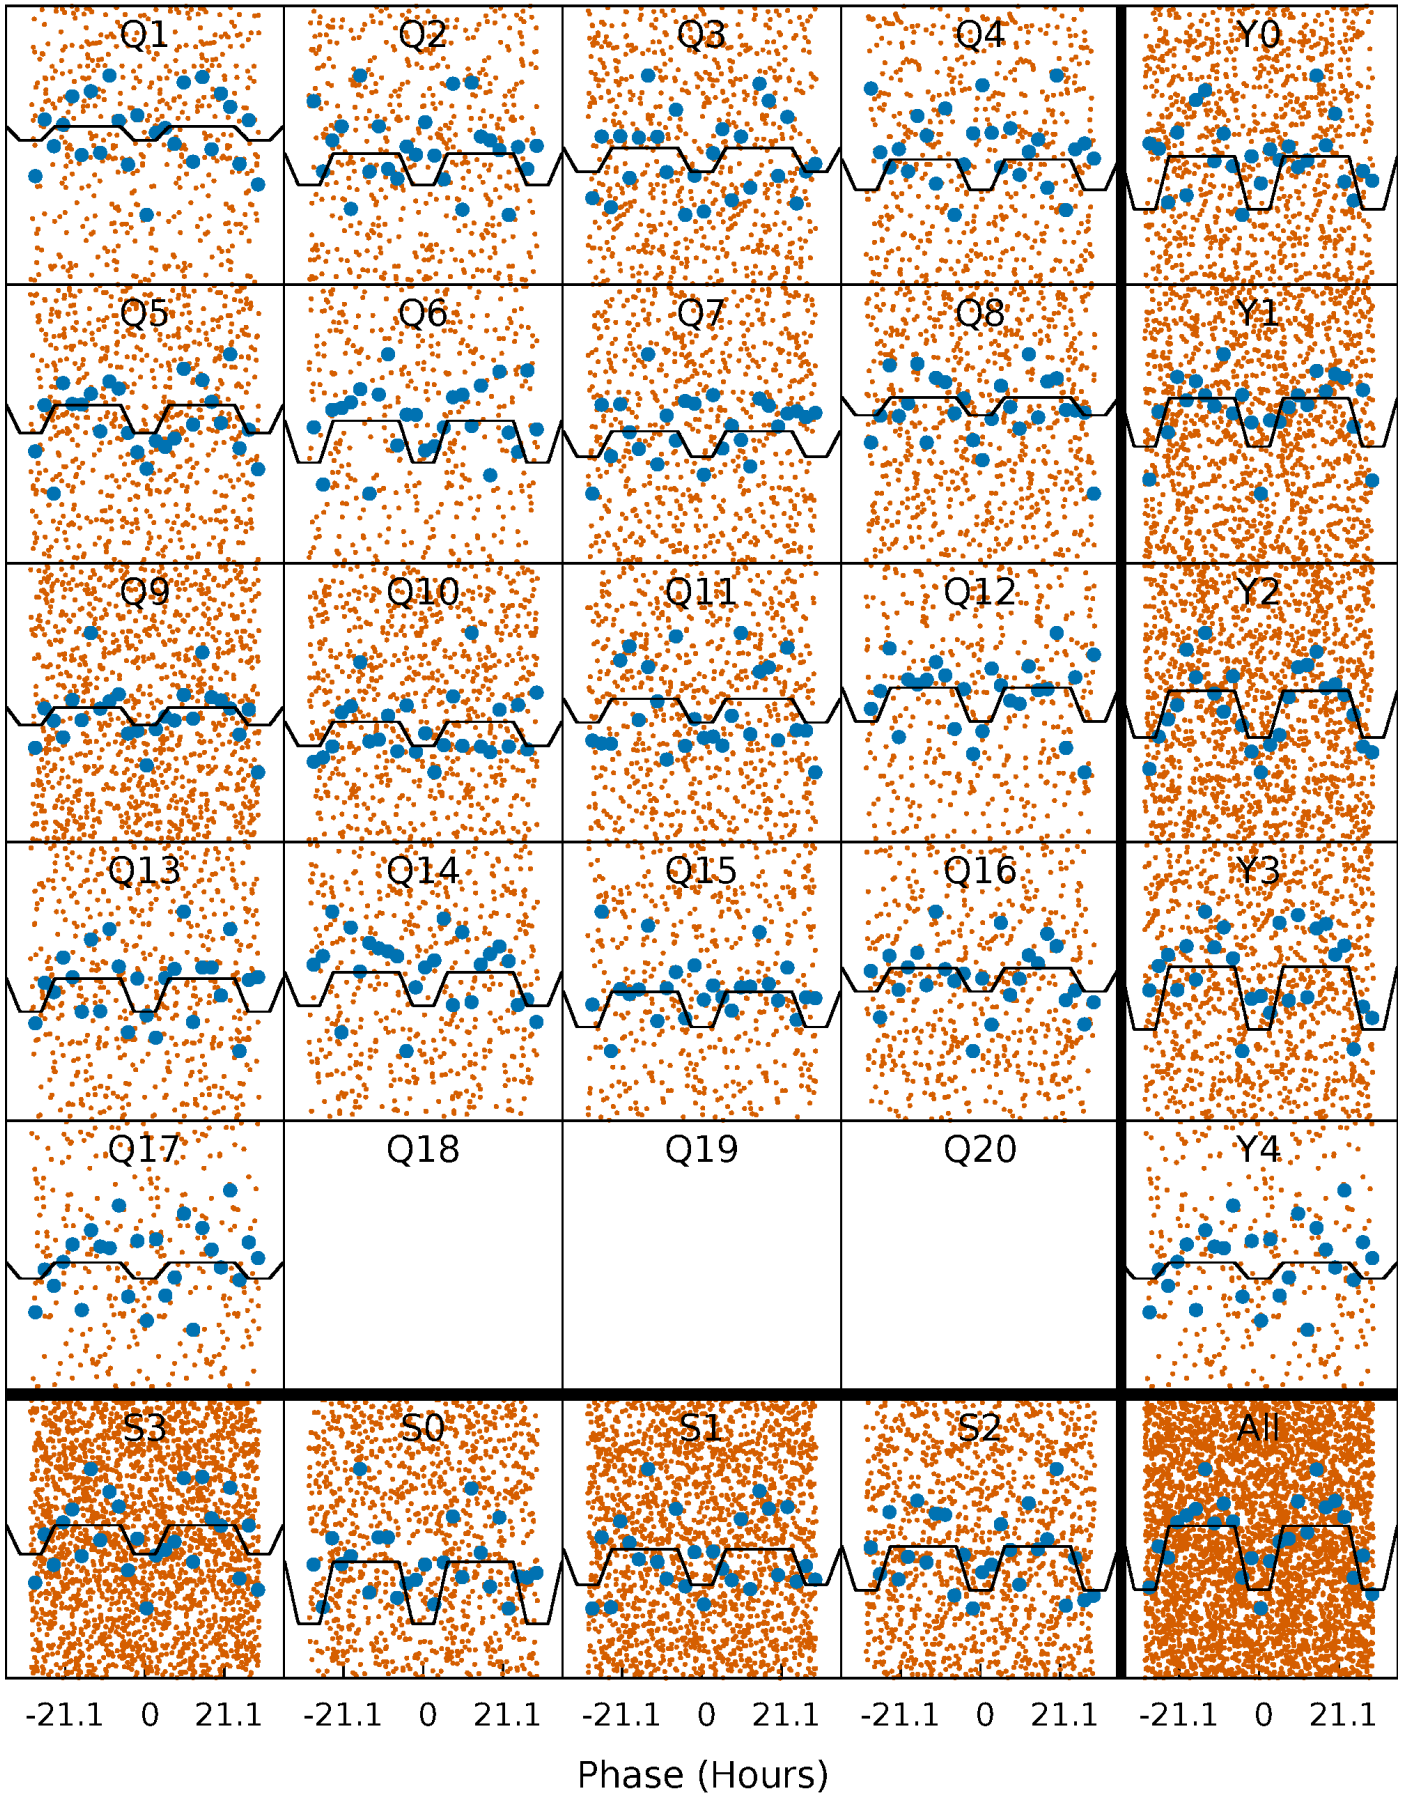 Q1 Q2 Q3 Q4 Y0
Q5 Q6 Q7 Q8 Y1
Q9 Q10 Q11 Q12 Y2
Q13 Q14 Q15 Q16 Y3
Q17 Q18 Q19 Q20 Y4
S3 S0 S1 S2 All
-21.1 0 21.1 -21.1 0 21.1 -21.1 0 21.1 -21.1 0 21.1 -21.1 0 21.1
Phase (Hours)